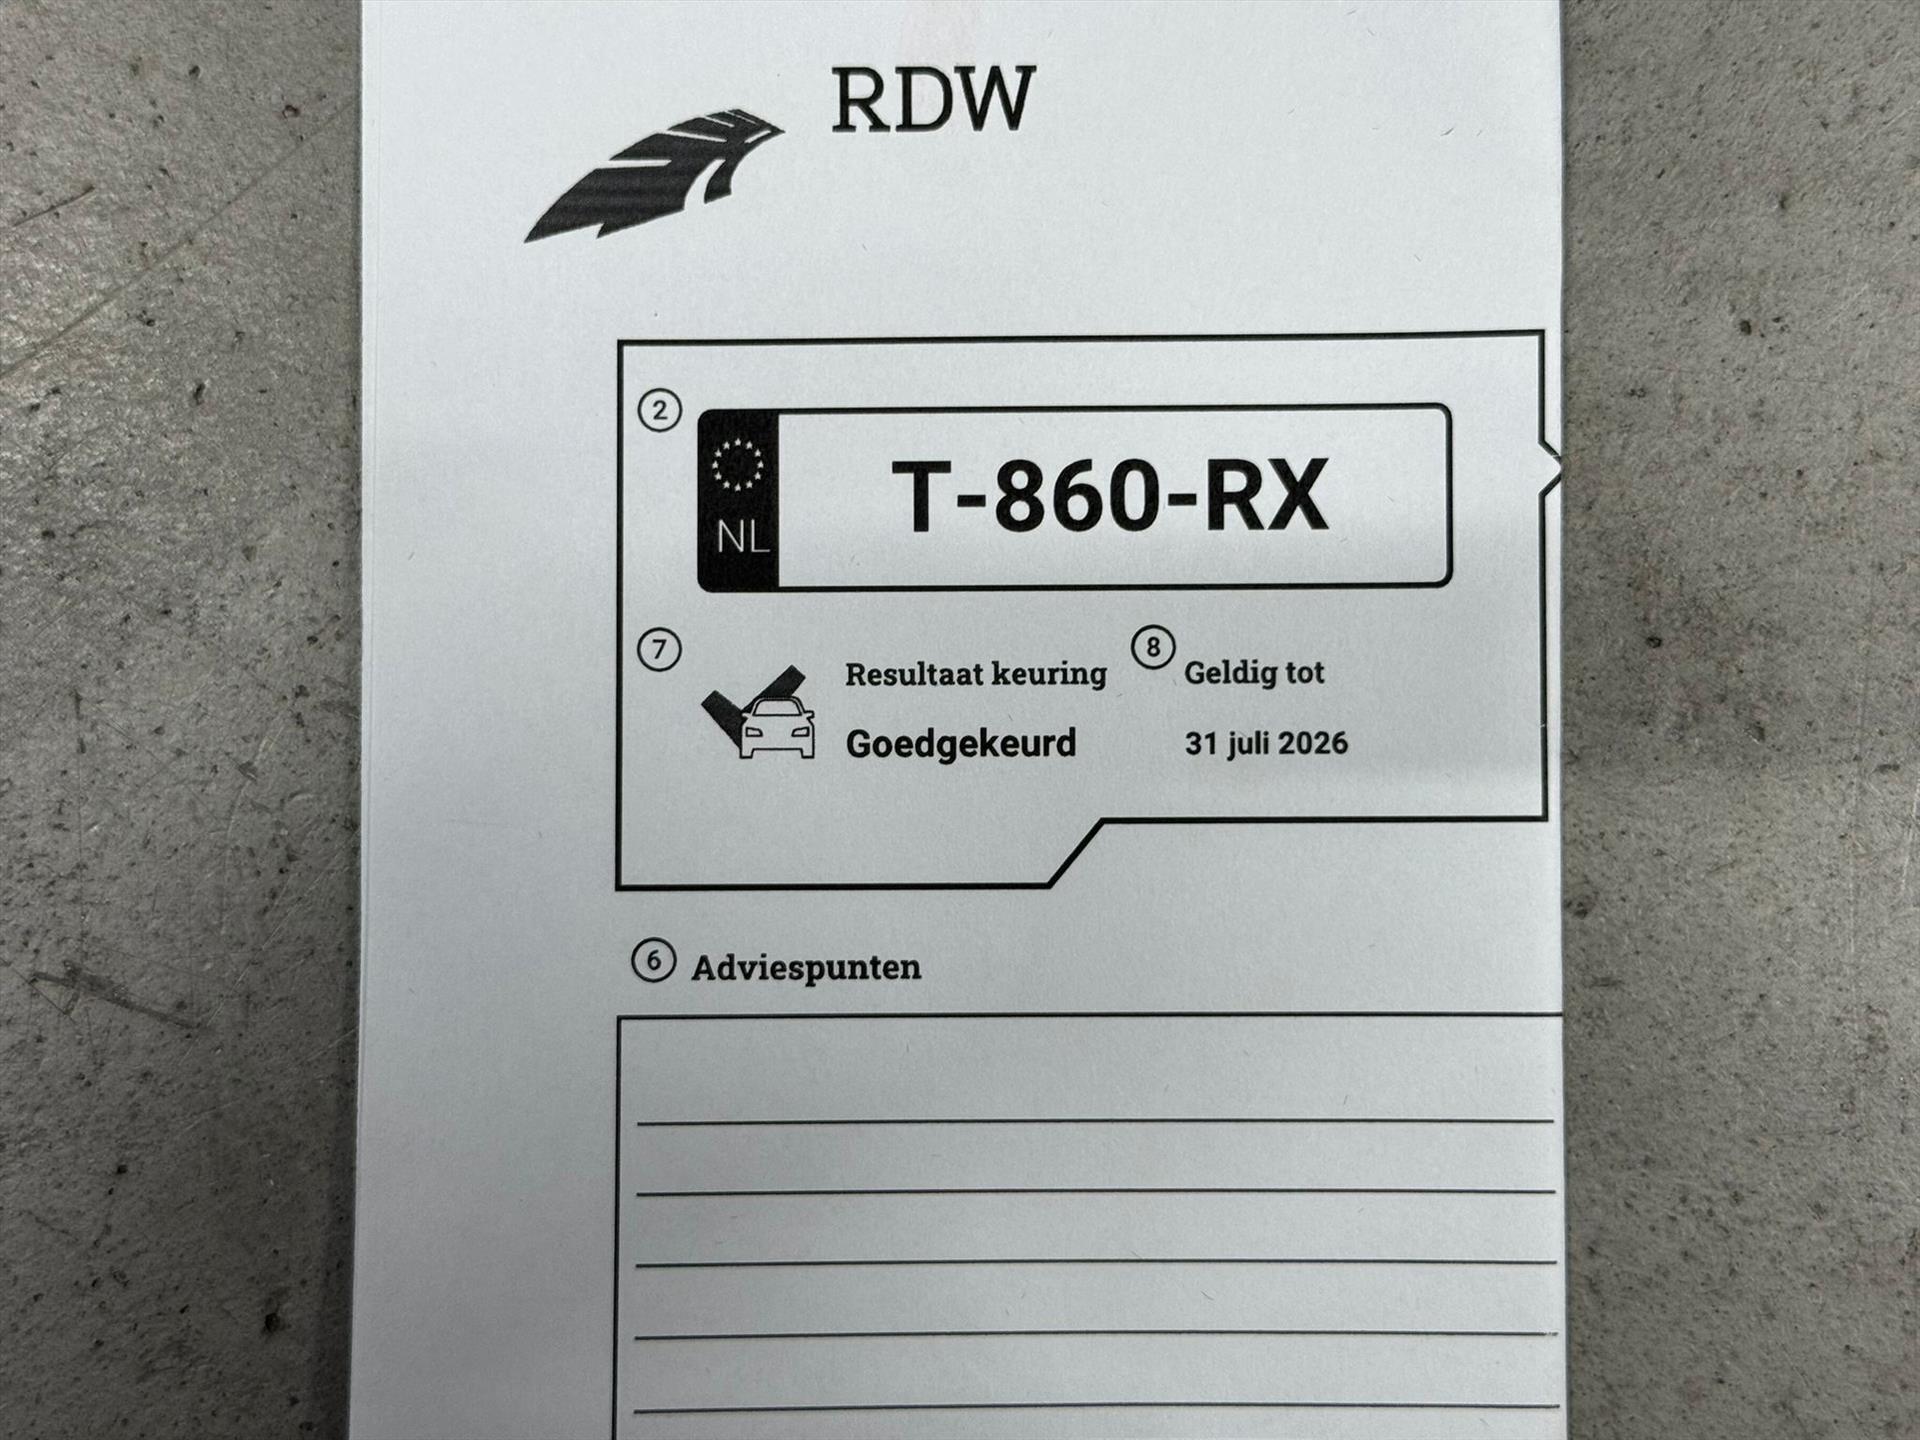 RDW
2
NL
T-860-RX
7
Resultaat keuring
8
Geldig tot
Goedgekeurd
31 juli 2026
6 Adviespunten